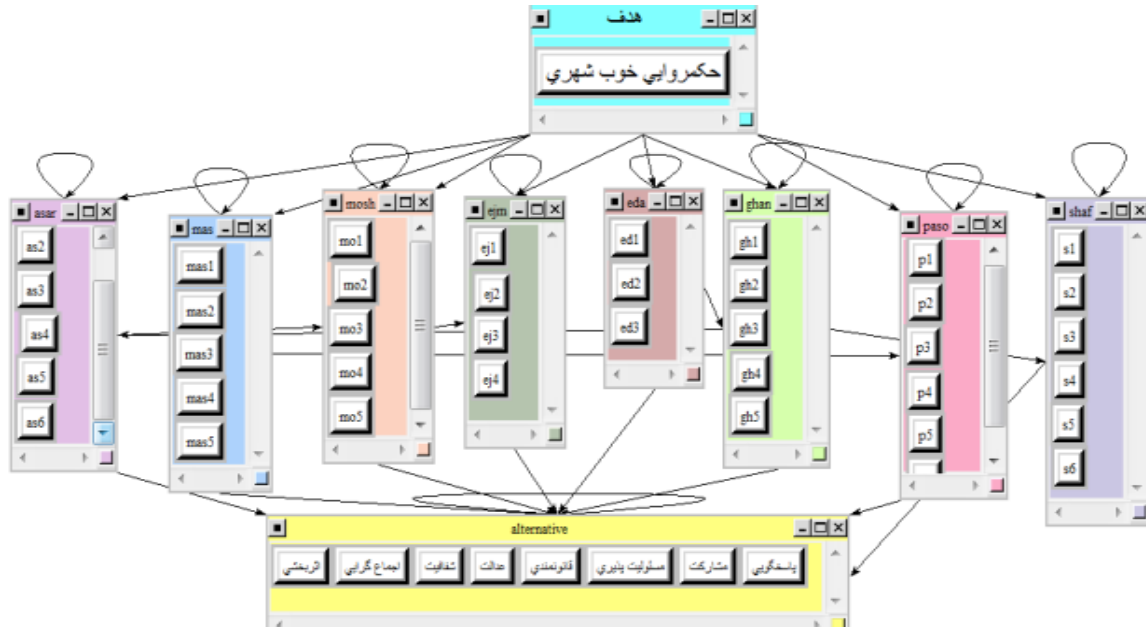 هدف
حكمروايي خوب شهري
asar
as2
as3
as4
as5
as6
mas
mas1
mas2
mas3
mas4
mas5
mosh
mo1
mo2
mo3
mo4
mo5
ejm
ej1
ej2
ej3
ej4
eda
ed1
ed2
ed3
ghan
gh1
gh2
gh3
gh4
gh5
paso
p1
p2
p3
p4
p5
shaf
s1
s2
s3
s4
s5
s6
alternative
پاسخگويي مشاركت مسئوليت پذيري قانونمندي عدالت شفافيت اجماع گرايي اثربخشي